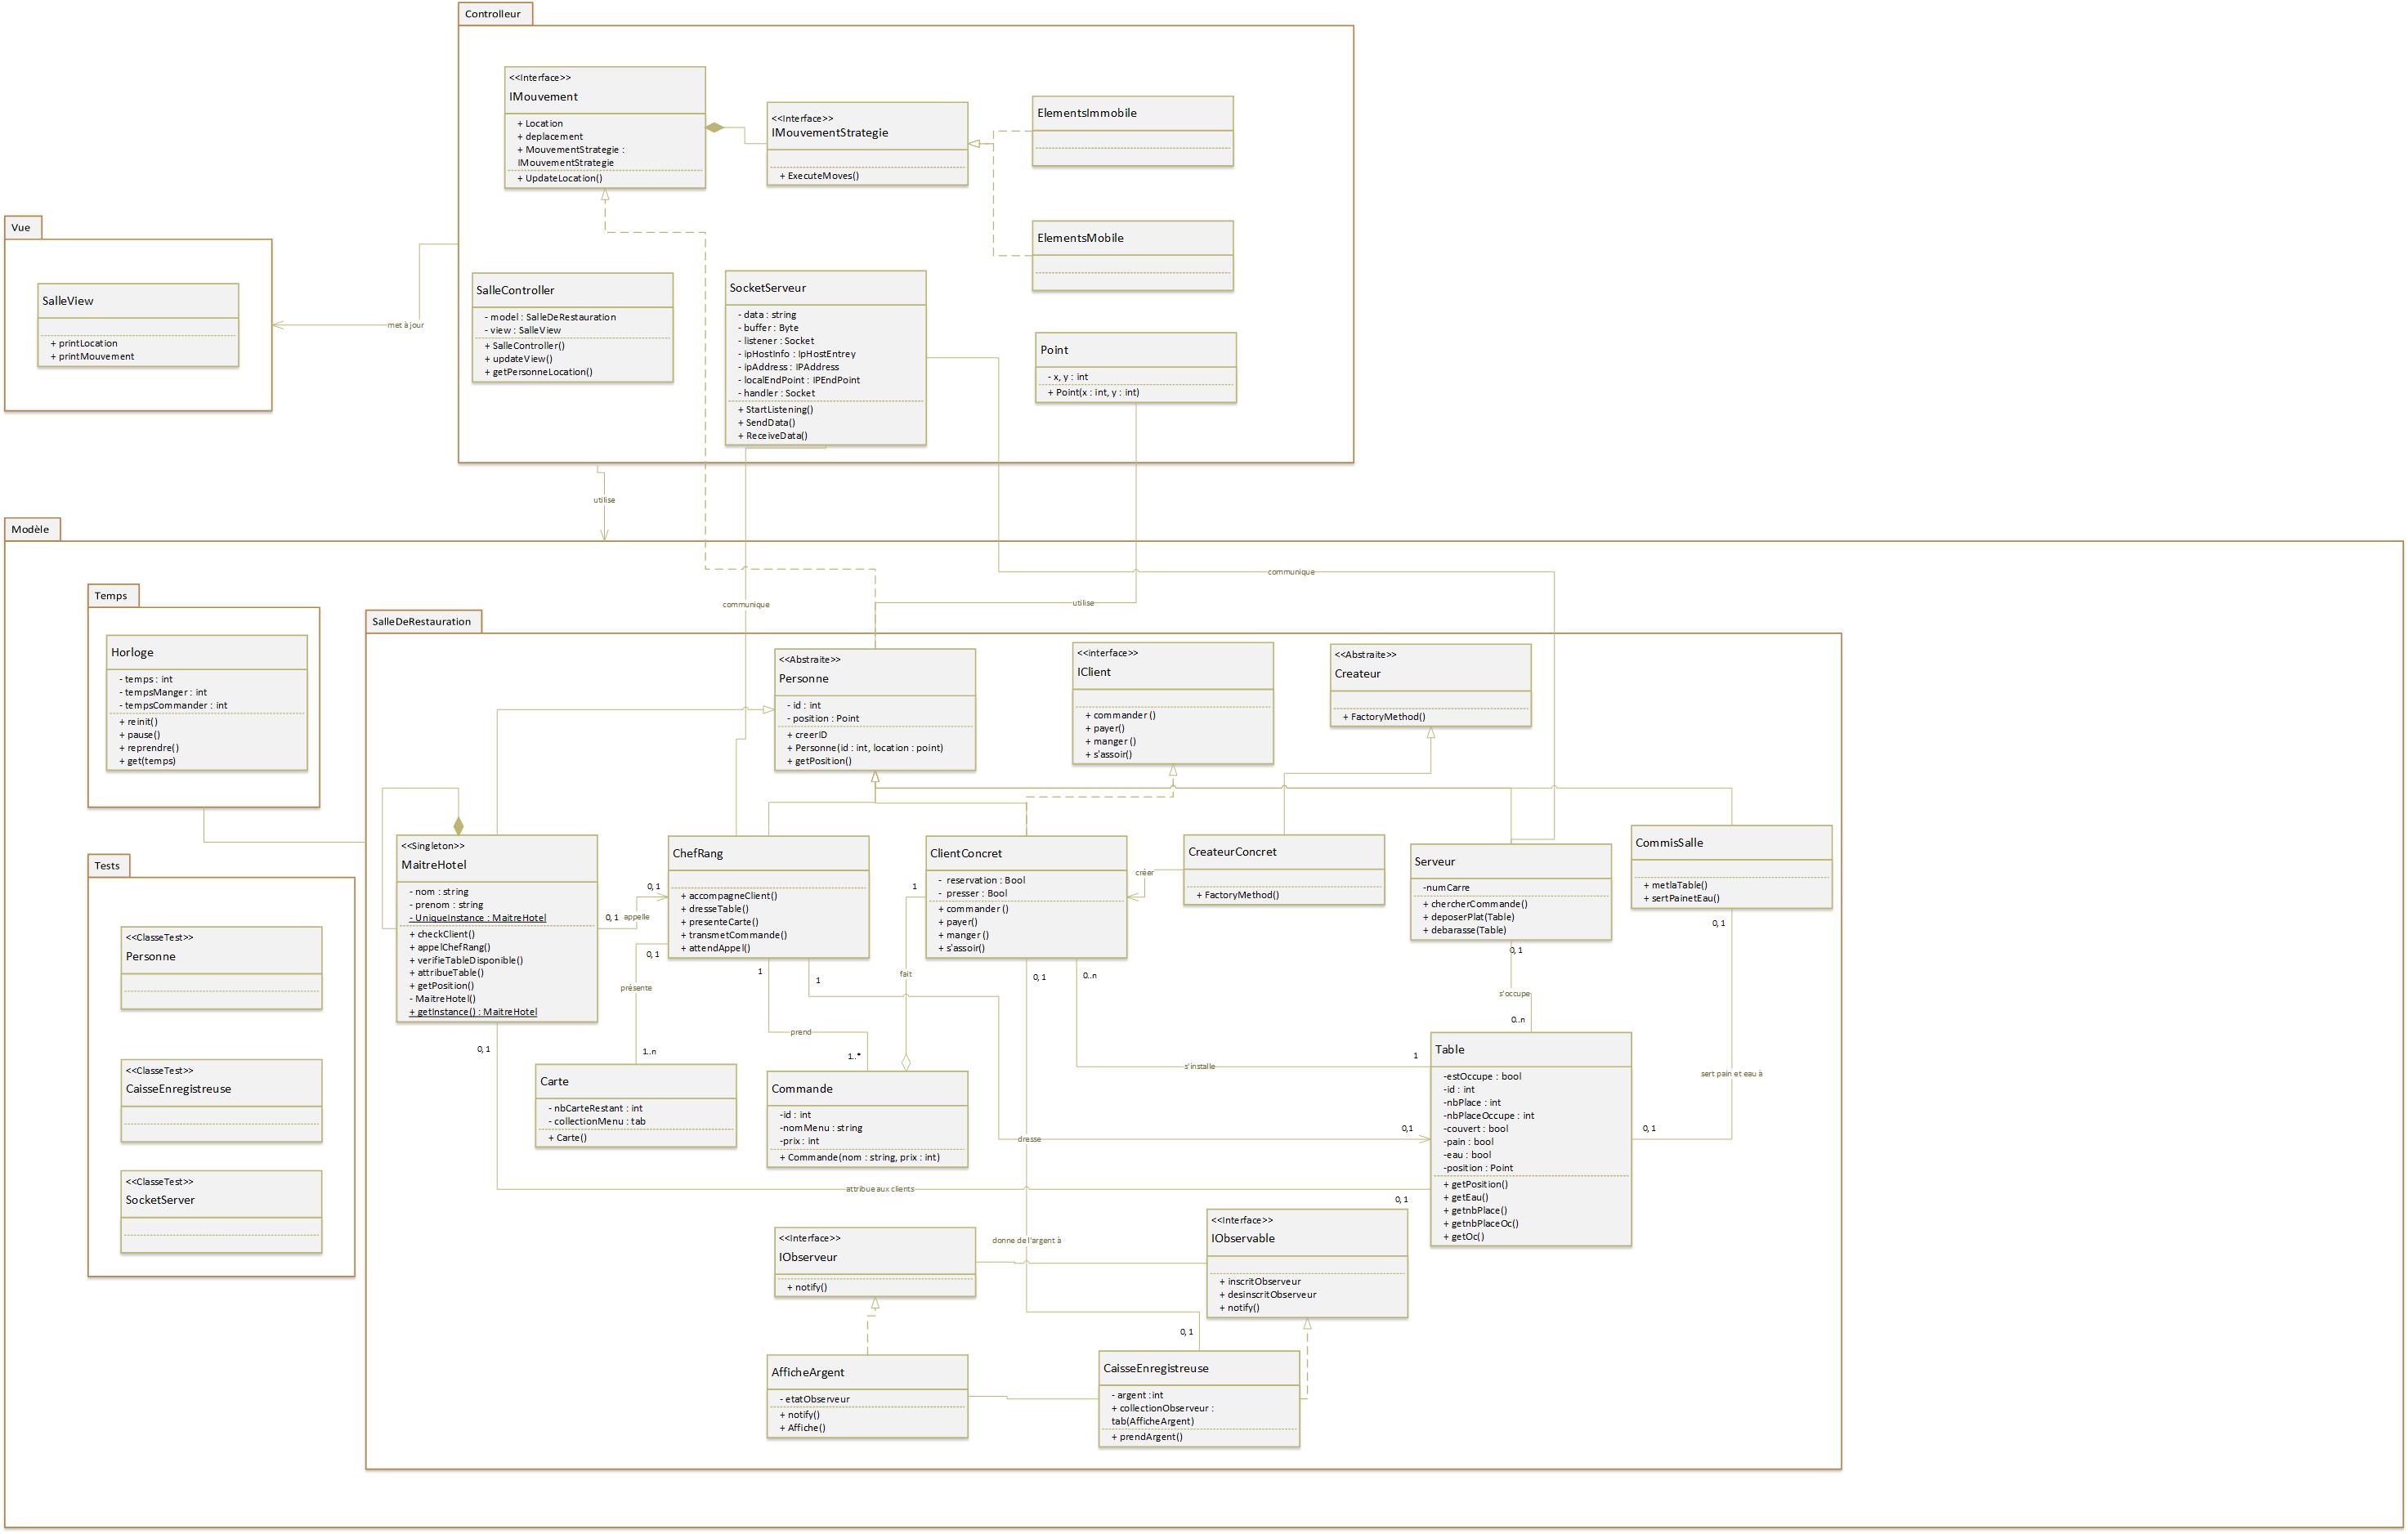 Controlleur
<<Interface>>
IMouvement
+ Location
+ deplacement
+ MouvementStrategie :
IMouvementStrategie
+ UpdateLocation()
<<Interface>>
IMouvementStrategie
+ ExecuteMoves()
ElementsImmobile
ElementsMobile
Vue
SalleView
+ printLocation
+ printMouvement
met à jour
SalleController
- model : SalleDeRestauration
- view : SalleView
+ SalleController()
+ updateView()
+ getPersonneLocation()
SocketServeur
- data : string
- buffer : Byte
- listener : Socket
- ipHostInfo : IpHostEntrey
- ipAddress : IPAddress
- localEndPoint : IPEndPoint
- handler : Socket
+ StartListening()
+ SendData()
+ ReceiveData()
Point
- x, y : int
+ Point(x : int, y : int)
utilise
Modèle
communique
communique
utilise
Temps
Horloge
- temps : int
- tempsManger : int
- tempsCommander : int
+ reinit()
+ pause()
+ reprendre()
+ get(temps)
SalleDeRestauration
<<Abstraite>>
Personne
- id : int
- position : Point
+ creerID
+ Personne(id : int, location : point)
+ getPosition()
<<interface>>
IClient
+ commander ()
+ payer()
+ manger ()
+ s'assoir()
<<Abstraite>>
Createur
+ FactoryMethod()
Tests
<<ClasseTest>>
Personne
<<ClasseTest>>
CaisseEnregistreuse
<<ClasseTest>>
SocketServer
<<Singleton>>
MaitreHotel
- nom : string
- prenom : string
- UniqueInstance : MaitreHotel
+ checkClient()
+ appelChefRang()
+ verifieTableDisponible()
+ attribueTable()
+ getPosition()
- MaitreHotel()
+ getInstance() : MaitreHotel
0, 1
0, 1
appelle
ChefRang
+ accompagneClient()
+ dresseTable()
+ presenteCarte()
+ transmetCommande()
+ attendAppel()
ClientConcret
- reservation : Bool
- presser : Bool
+ commander ()
+ payer()
+ manger ()
+ s'assoir()
créer
CreateurConcret
+ FactoryMethod()
Serveur
-numCarre
+ chercherCommande()
+ deposerPlat(Table)
+ debarasse(Table)
CommisSalle
+ metlaTable()
+ sertPainetEau()
1
0, 1
présente
1..n
1
1
prend
1..*
fait
0, 1
0..n
0, 1
s'occupe
0..n
0, 1
sert pain et eau à
0, 1
0, 1
Carte
- nbCarteRestant : int
- collectionMenu : tab
+ Carte()
Commande
-id : int
-nomMenu : string
-prix : int
+ Commande(nom : string, prix : int)
s'installe
1
dresse
0,1
attribue aux clients
0, 1
Table
-estOccupe : bool
-id : int
-nbPlace : int
-nbPlaceOccupe : int
-couvert : bool
-pain : bool
-eau : bool
-position : Point
+ getPosition()
+ getEau()
+ getnbPlace()
+ getnbPlaceOc()
+ getOc()
<<Interface>>
IObserveur
+ notify()
donne de l'argent à
<<Interface>>
IObservable
+ inscritObserveur
+ desinscritObserveur
+ notify()
0, 1
AfficheArgent
- etatObserveur
+ notify()
+ Affiche()
CaisseEnregistreuse
- argent :int
+ collectionObserveur :
tab(AfficheArgent)
+ prendArgent()